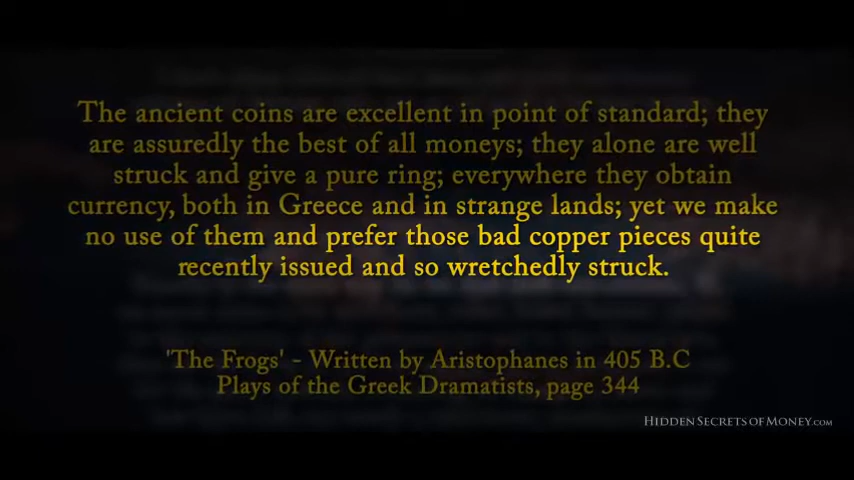 The ancient coins are excellent in point of standard; they
are assuredly the best of all moneys; they alone are well
struck and give a pure ring; everywhere they obtain
currency, both in Greece and in strange lands; yet we make
no use of them and prefer those bad copper pieces quite
recently issued and so wretchedly struck.
'The Frogs' - Written by Aristophanes in 405 B.C
Plays of the Greek Dramatists, page 344
HIDDEN SECRETS OF MONEY.COM